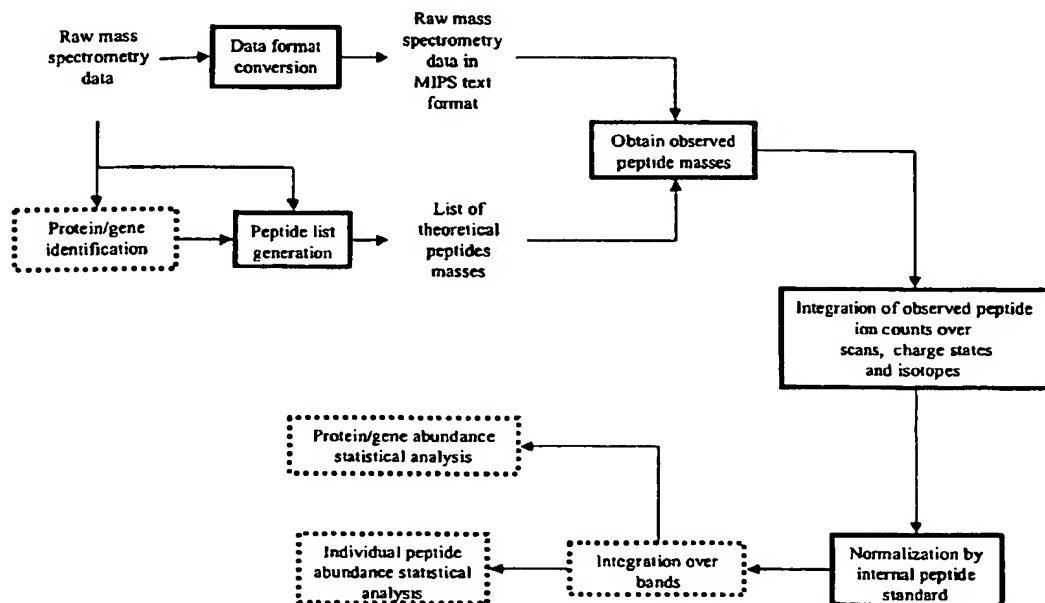 Raw mass
spectrometry
data
Data format
conversion
Raw mass
spectrometry
data in
MIPS text
format
Obtain observed
peptide masses
Protein/gene
identification
Peptide list
generation
List of
theoretical
peptides
masses
Integration of observed peptide
ion counts over
scans, charge states
and isotopes
Protein/gene abundance
statistical analysis
Individual peptide
abundance statistical
analysis
Integration over
bands
Normalization by
internal peptide
standard